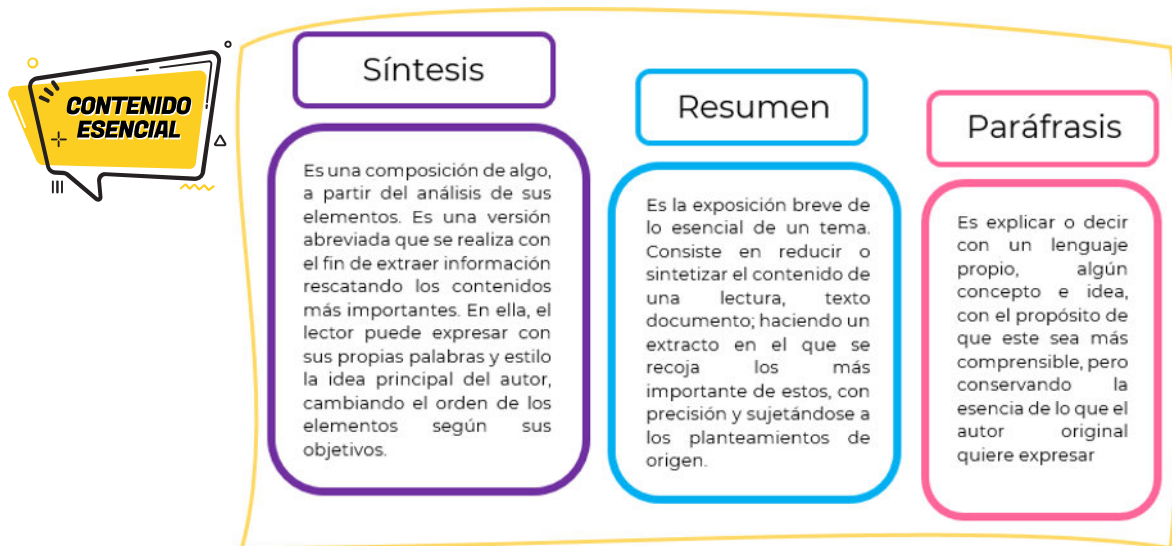 CONTENIDO
ESENCIAL
Síntesis
Es una composición de algo,
a partir del análisis de sus
elementos. Es una versión
abreviada que se realiza con
el fin de extraer información
rescatando los contenidos
más importantes. En ella, el
lector puede expresar con
sus propias palabras y estilo
la idea principal del autor,
cambiando el orden de los
elementos según sus
objetivos.
Resumen
Es la exposición breve de
lo esencial de un tema.
Consiste en reducir o
sintetizar el contenido de
una lectura, texto
documento; haciendo un
extracto en el que se
recoja los más
importante de estos, con
precisión y sujetándose a
los planteamientos de
origen.
Paráfrasis
Es explicar o decir
con un lenguaje
propio, algún
concepto e idea,
con el propósito de
que este sea más
comprensible, pero
conservando la
esencia de lo que el
autor original
quiere expresar